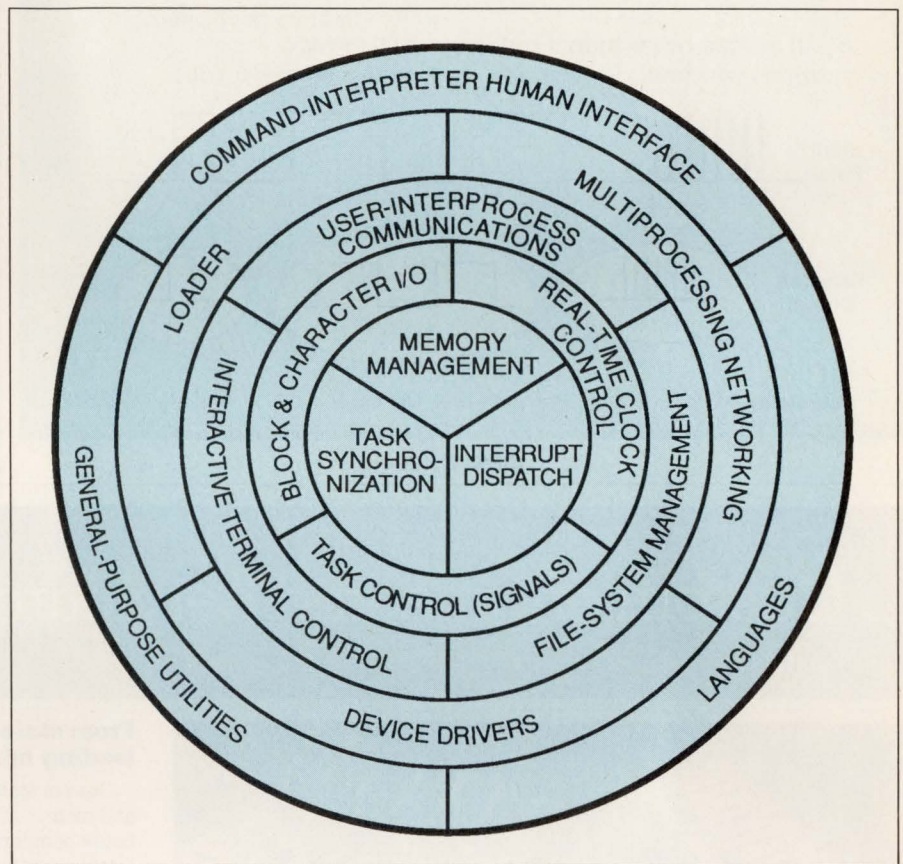 COMMAND-INTERPRETER HUMAN INTERFACE
LOADER
MULTIPROCESSING NETWORKING
USER-INTERPROCESS
COMMUNICATIONS
BLOCK & CHARACTER I/O
REAL-TIME CLOCK
CONTROL
MEMORY
MANAGEMENT
TASK
SYNCHRO-
NIZATION
INTERRUPT
DISPATCH
INTERACTIVE TERMINAL CONTROL
TASK CONTROL (SIGNALS)
FILE-SYSTEM MANAGEMENT
GENERAL-PURPOSE UTILITIES
DEVICE DRIVERS
LANGUAGES